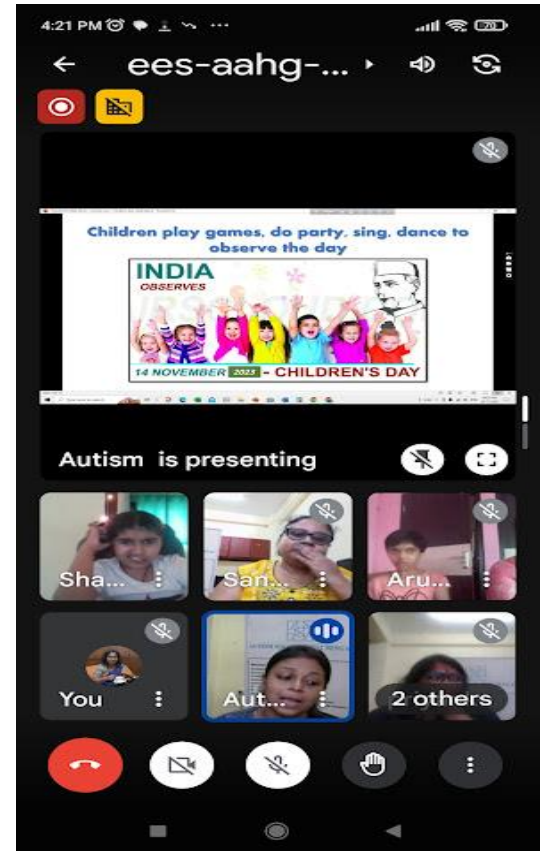 4:21 PM
70
ees-aahg-...
Children play games, do party, sing, dance to
observe the day
INDIA
OBSERVES
14 NOVEMBER 2023 - CHILDREN'S DAY
Autism is presenting
Sha...
San...
Aru...
You
Aut...
2 others